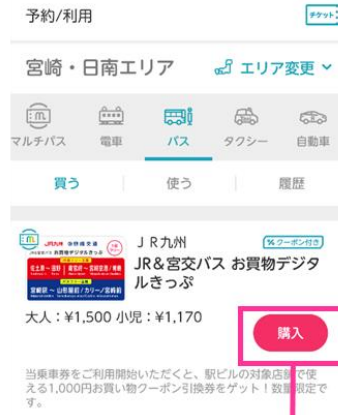 予約/利用
チケット
宮崎・日南エリア
エリア変更
マルチパス
電車
バス
タクシー
自動車
買う
使う
履歴
ＪＲ九州
クーポン付き
JR&宮交バス お買物デジタ
ルきっぷ
大人：¥1,500 小児：¥1,170
購入
当乗車券をご利用開始いただくと、駅ビルの対象店舗で使
える1,000円お買い物クーポン引換券をゲット！数量限定で
す。